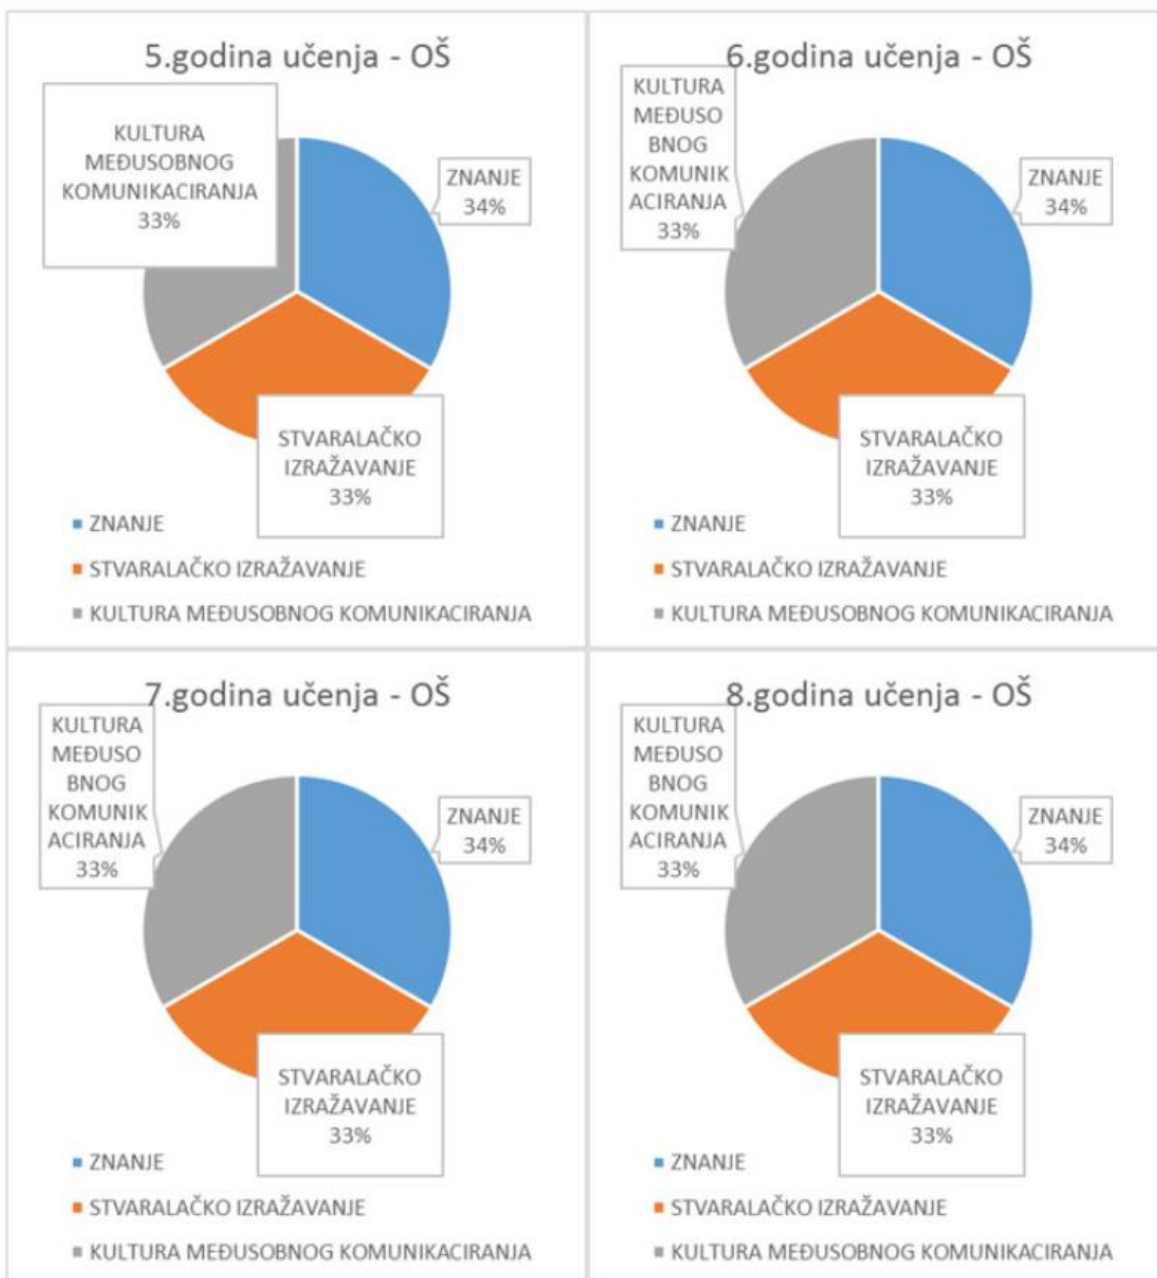 5.godina učenja - OŠ
KULTURA
MEĐUSOBNOG
KOMUNIKACIRANJA
33%
ZNANJE
34%
STVARALAČKO
IZRAŽAVANJE
33%
ZNANJE
STVARALAČKO IZRAŽAVANJE
KULTURA MEĐUSOBNOG KOMUNIKACIRANJA
6.godina učenja - OŠ
KULTURA
MEĐUSO
BNOG
KOMUNIK
ACIRANJA
33%
ZNANJE
34%
STVARALAČKO
IZRAŽAVANJE
33%
ZNANJE
STVARALAČKO IZRAŽAVANJE
KULTURA MEĐUSOBNOG KOMUNIKACIRANJA
7.godina učenja - OŠ
KULTURA
MEĐUSO
BNOG
KOMUNIK
ACIRANJA
33%
ZNANJE
34%
STVARALAČKO
IZRAŽAVANJE
33%
ZNANJE
STVARALAČKO IZRAŽAVANJE
KULTURA MEĐUSOBNOG KOMUNIKACIRANJA
8.godina učenja - OŠ
KULTURA
MEĐUSO
BNOG
KOMUNIK
ACIRANJA
33%
ZNANJE
34%
STVARALAČKO
IZRAŽAVANJE
33%
ZNANJE
STVARALAČKO IZRAŽAVANJE
KULTURA MEĐUSOBNOG KOMUNIKACIRANJA